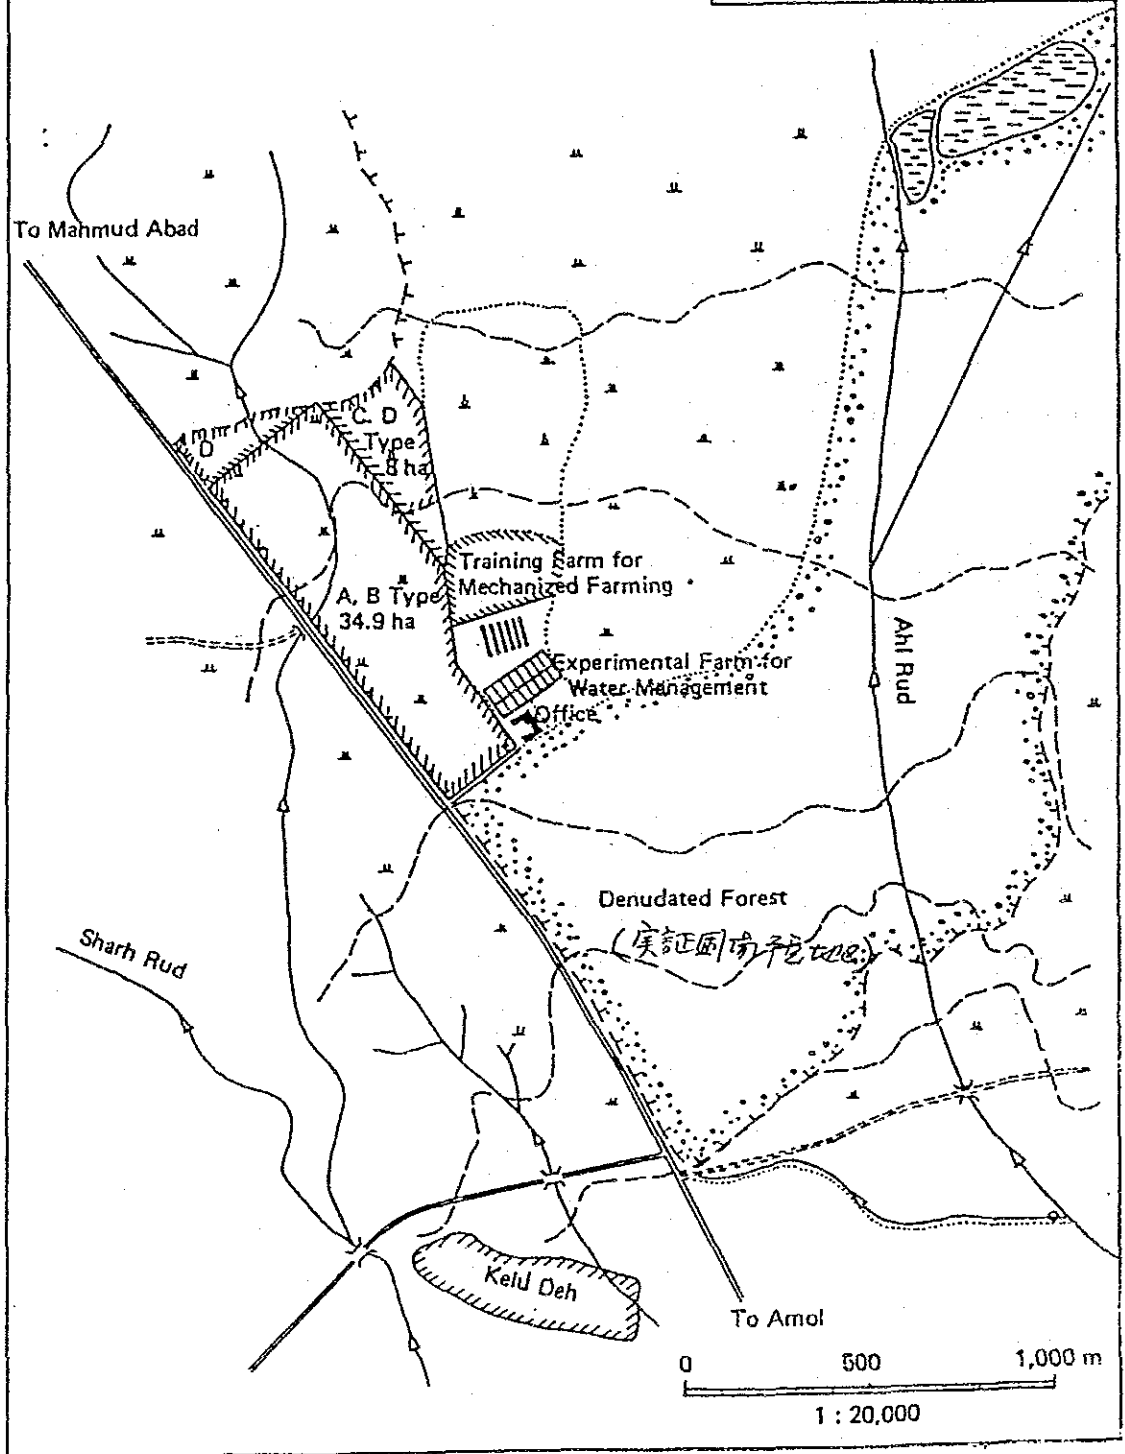 To Mahmud Abad
D
C. D
Type
8 ha
Training Farm for
Mechanized Farming
A, B Type
34.9 ha
Experimental Farm for
Water Management
Office
Ahl Rud
Denudated Forest
(実証圃南予定地区)
Sharh Rud
Kelu Deh
To Amol
0 500 1,000 m
1 : 20,000